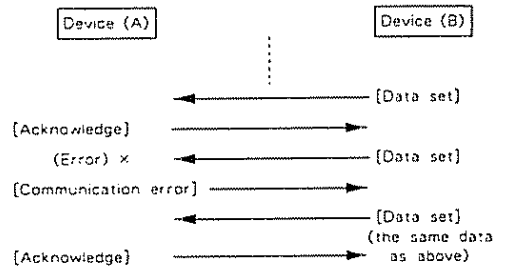 Device (A)
Device (B)
[Data set]
[Acknowledge]
(Error) ×
[Data set]
[Communication error]
[Data set]
(the same data
as above)
[Acknowledge]